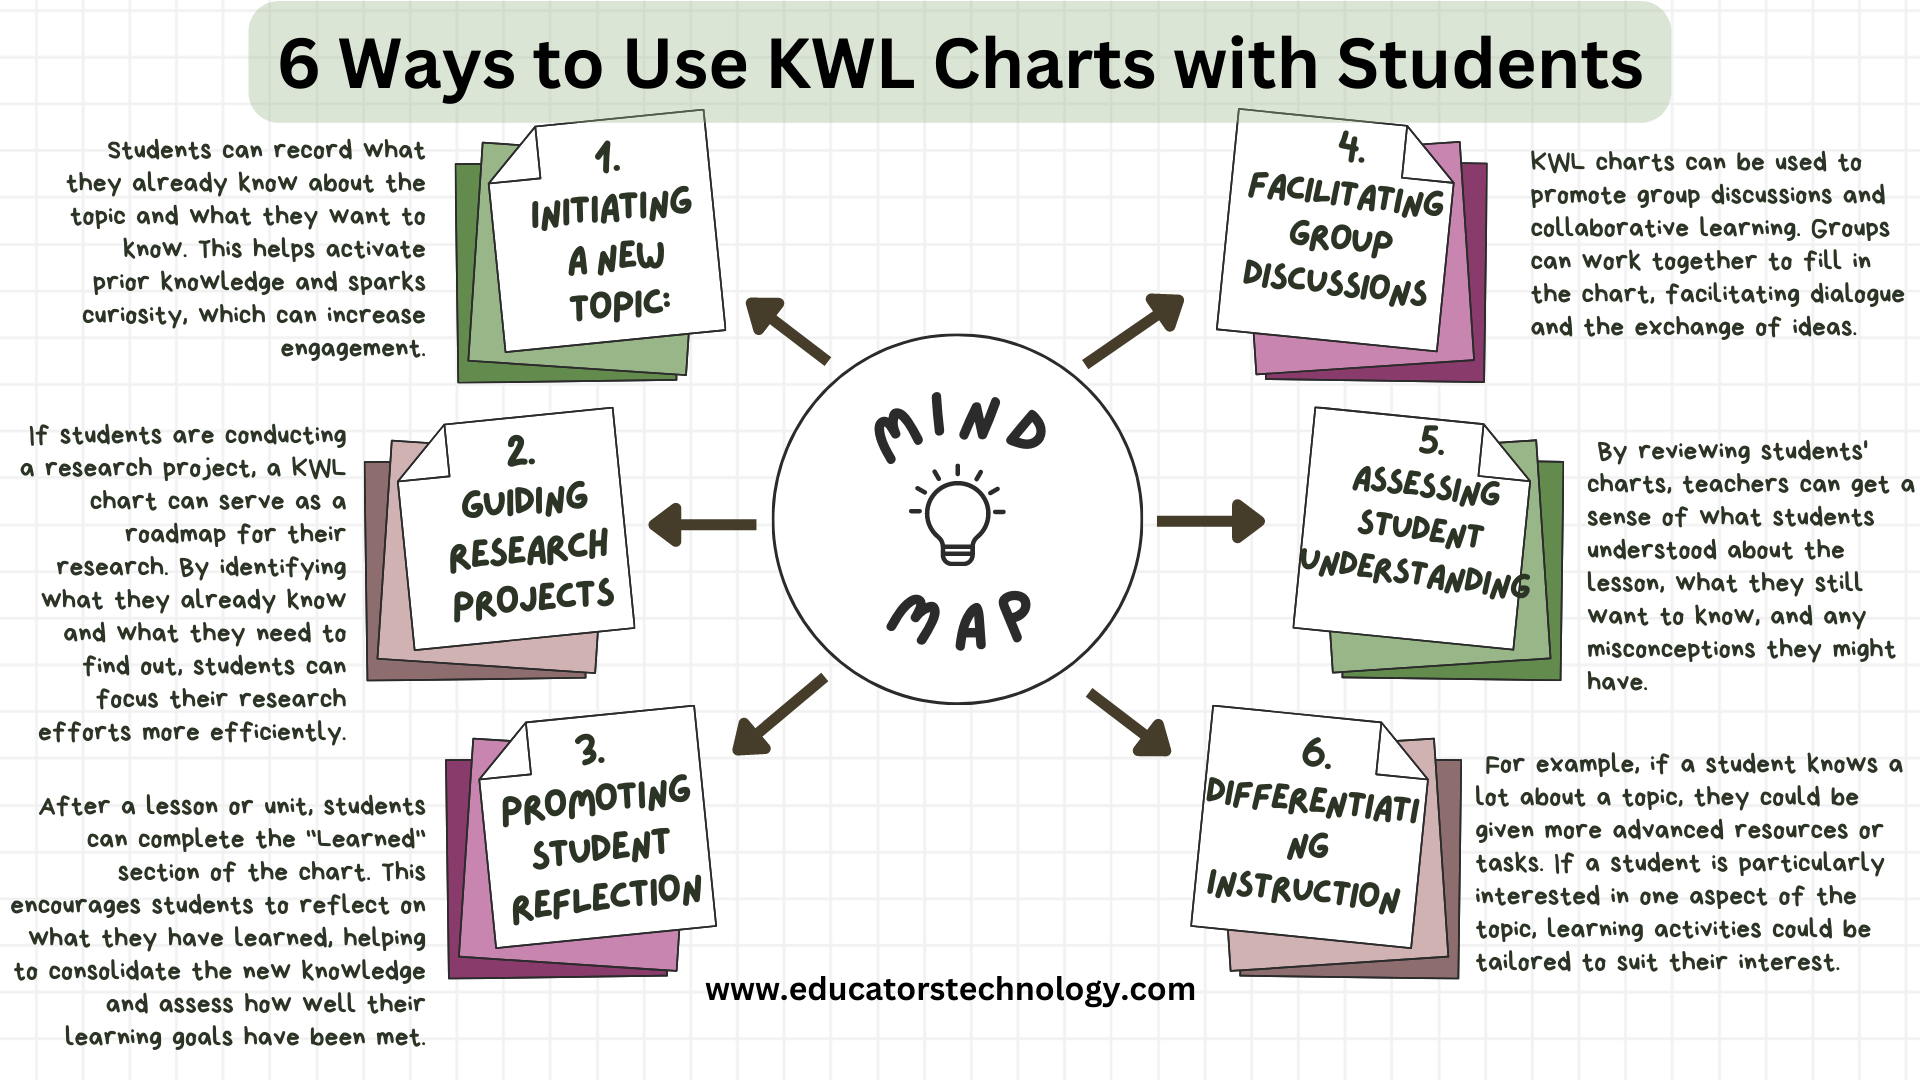 6 Ways to Use KWL Charts with Students
Students can record what
they already know about the
topic and what they want to
know. This helps activate
prior knowledge and sparks
curiosity, which can increase
engagement.
1.
INITIATING
A NEW
TOPIC:
If students are conducting
a research project, a KWL
chart can serve as a
roadmap for their
research. By identifying
what they already know
and what they need to
find out, students can
focus their research
efforts more efficiently.
2.
GUIDING
RESEARCH
PROJECTS
After a lesson or unit, students
can complete the "Learned"
section of the chart. This
encourages students to reflect on
what they have learned, helping
to consolidate the new knowledge
and assess how well their
learning goals have been met.
3.
PROMOTING
STUDENT
REFLECTION
MIND
MAP
4.
FACILITATING
GROUP
DISCUSSIONS
KWL charts can be used to
promote group discussions and
collaborative learning. Groups
can work together to fill in
the chart, facilitating dialogue
and the exchange of ideas.
5.
ASSESSING
STUDENT
UNDERSTANDING
By reviewing students'
charts, teachers can get a
sense of what students
understood about the
lesson, what they still
want to know, and any
misconceptions they might
have.
6.
DIFFERENTIATI
NG
INSTRUCTION
For example, if a student knows a
lot about a topic, they could be
given more advanced resources or
tasks. If a student is particularly
interested in one aspect of the
topic, learning activities could be
tailored to suit their interest.
www.educatorstechnology.com